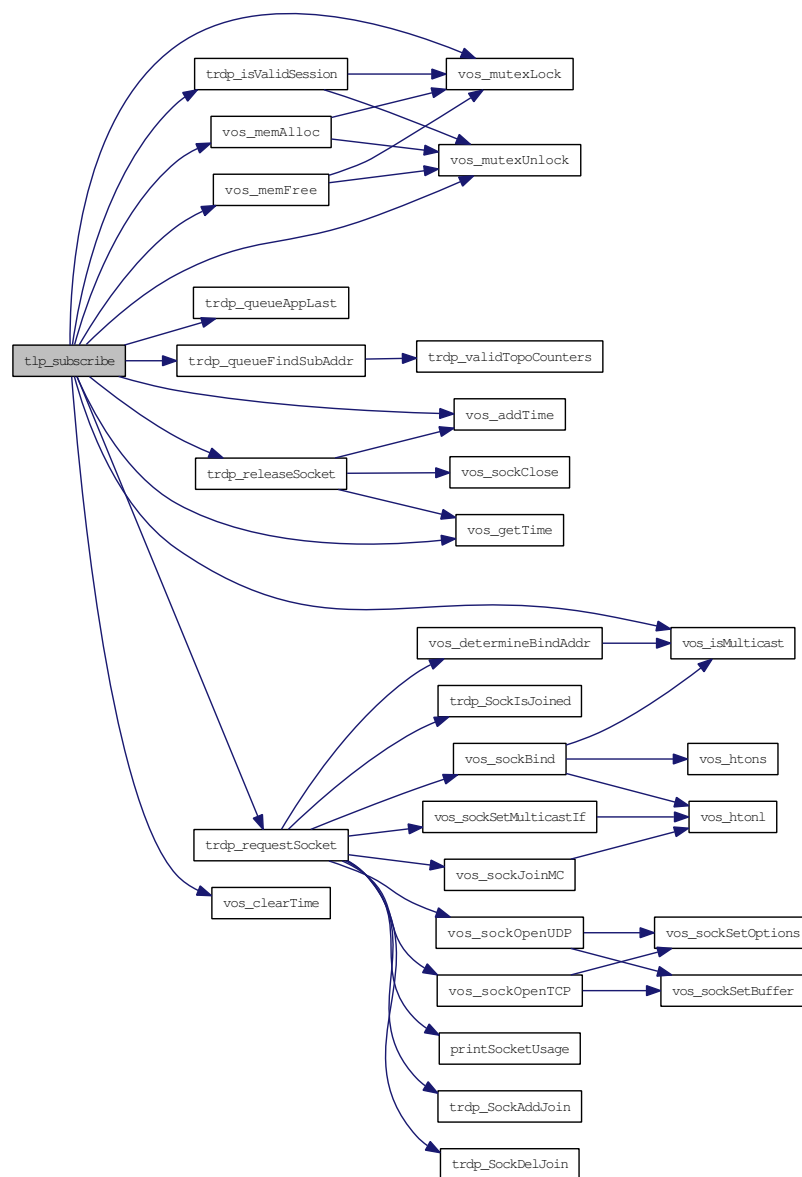 trdp_isValidSession
vos_mutexLock
vos_memAlloc
vos_mutexUnlock
vos_memFree
trdp_queueAppLast
tlp_subscribe
trdp_queueFindSubAddr
trdp_validTopoCounters
vos_addTime
trdp_releaseSocket
vos_sockClose
vos_getTime
vos_determineBindAddr
vos_isMulticast
trdp_SockIsJoined
vos_sockBind
vos_htons
vos_sockSetMulticastIf
vos_htonl
trdp_requestSocket
vos_sockJoinMC
vos_clearTime
vos_sockOpenUDP
vos_sockSetOptions
vos_sockOpenTCP
vos_sockSetBuffer
printSocketUsage
trdp_SockAddJoin
trdp_SockDelJoin